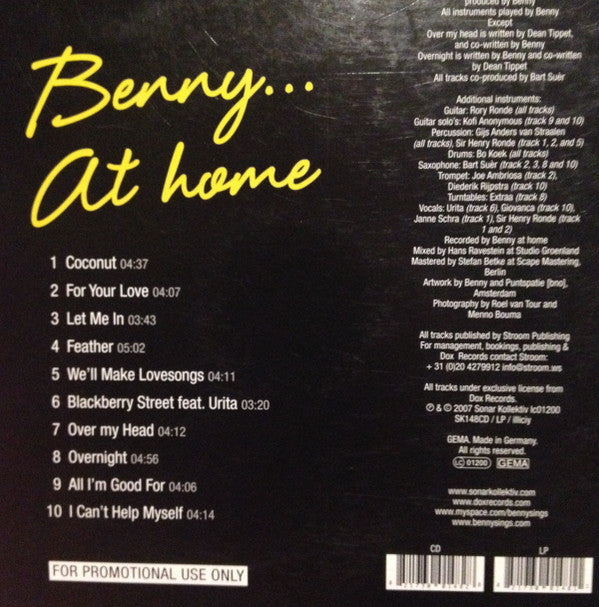 Benny...
At home
1 Coconut 04:37
2 For Your Love 04:07
3 Let Me In 03:43
4 Feather 05:02
5 We'll Make Lovesongs 04:11
6 Blackberry Street feat. Urita 03:20
7 Over my Head 04:12
8 Overnight 04:56
9 All I'm Good For 04:06
10 I Can't Help Myself 04:14
FOR PROMOTIONAL USE ONLY
produced by Benny
All instruments played by Benny
Except
Over my head is written by Dean Tippet,
and co-written by Benny
Overnight is written by Benny and co-written
by Dean Tippet
All tracks co-produced by Bart Suèr
Additional instruments:
Guitar: Rory Ronde (all tracks)
Guitar solo's: Kofi Anonymous (track 9 and 10)
Percussion: Gijs Anders van Straalen
(all tracks), Sir Henry Ronde (track 1, 2, and 5)
Drums: Bo Koek (all tracks)
Saxophone: Bart Suèr (track 2, 3, 8 and 10)
Trompet: Joe Ambriosa (track 2),
Diederik Rijpstra (track 10)
Turntables: Extraa (track 8)
Vocals: Urita (track 6), Giovanca (track 10),
Janne Schra (track 1), Sir Henry Ronde (track
1 and 2)
Recorded by Benny at home
Mixed by Hans Ravestein at Studio Groenland
Mastered by Stefan Betke at Scape Mastering,
Berlin
Artwork by Benny and Puntspatie [bno],
Amsterdam
Photography by Roel van Tour and
Menno Bouma
All tracks published by Stroom Publishing
For management, bookings, publishing &
Dox Records contact Stroom:
+ 31 (0)20 4279912 info@stroom.ws
All tracks under exclusive license from
Dox Records.
℗ & © 2007 Sonar Kollektiv lc01200
SK148CD / LP / illiciy
GEMA. Made in Germany.
All rights reserved.
LC 01200 GEMA
www.sonarkollektiv.com
www.doxrecords.com
www.myspace.com/bennysings
www.bennysings.com
CD LP